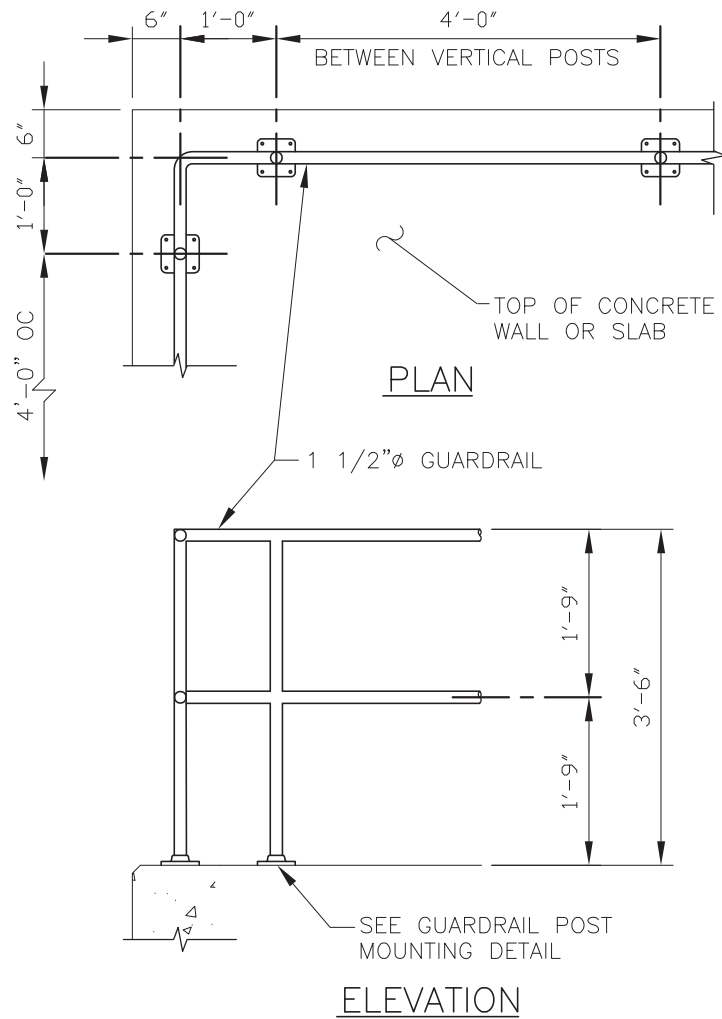 6" 1'-0" 4'-0"
BETWEEN VERTICAL POSTS
6"
1'-0"
4'-0" OC
TOP OF CONCRETE
WALL OR SLAB
PLAN
1 1/2"ø GUARDRAIL
1'-9"
3'-6"
1'-9"
SEE GUARDRAIL POST
MOUNTING DETAIL
ELEVATION